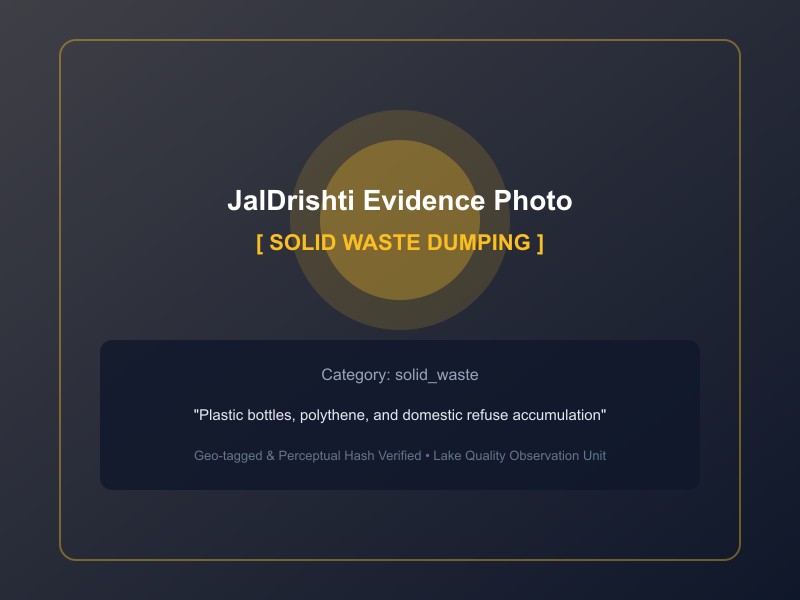 JalDrishti Evidence Photo
[ SOLID WASTE DUMPING ]
Category: solid_waste
"Plastic bottles, polythene, and domestic refuse accumulation"
Geo-tagged & Perceptual Hash Verified • Lake Quality Observation Unit